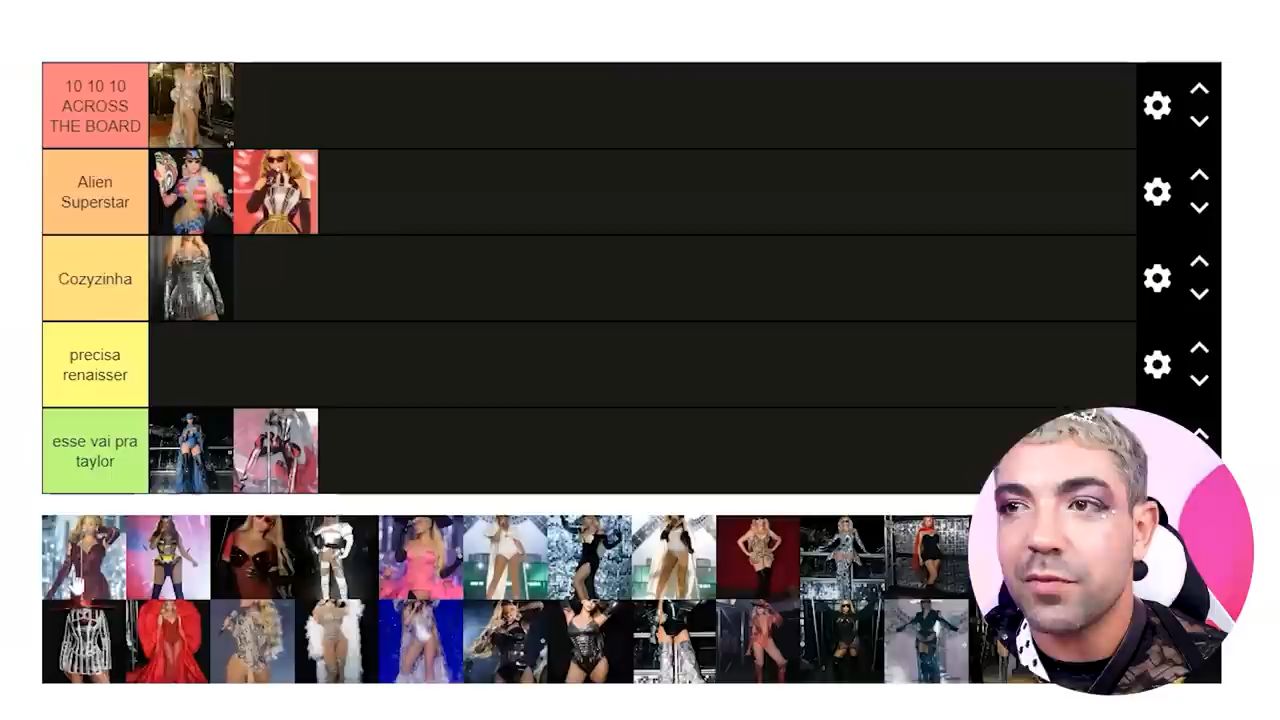 10 10 10
ACROSS
THE BOARD
Alien
Superstar
Cozyzinha
precisa
renaisser
esse vai pra
taylor